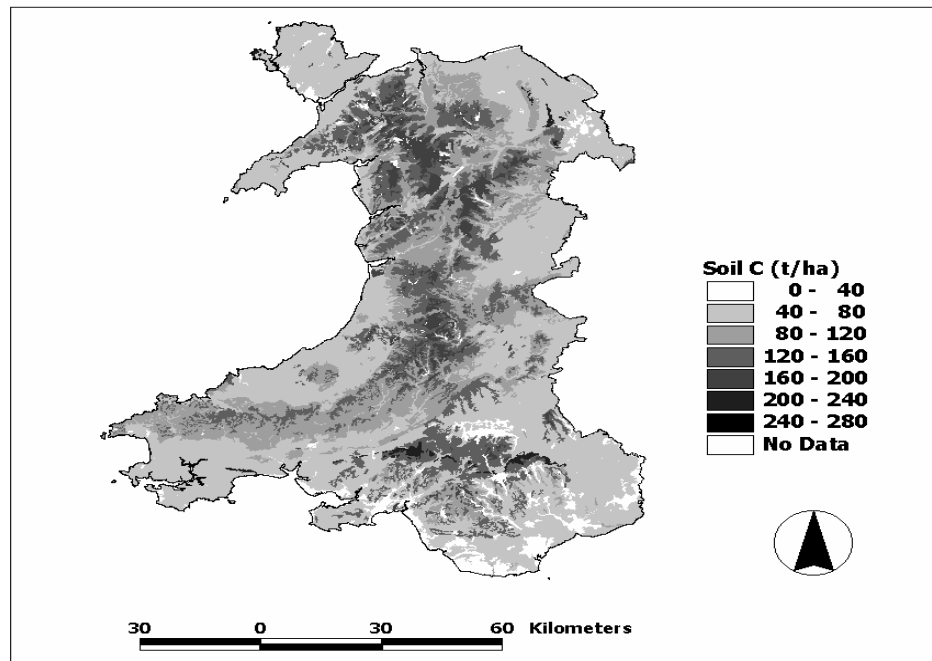 Soil C (t/ha)
0 - 40
40 - 80
80 - 120
120 - 160
160 - 200
200 - 240
240 - 280
No Data
30 0 30 60 Kilometers